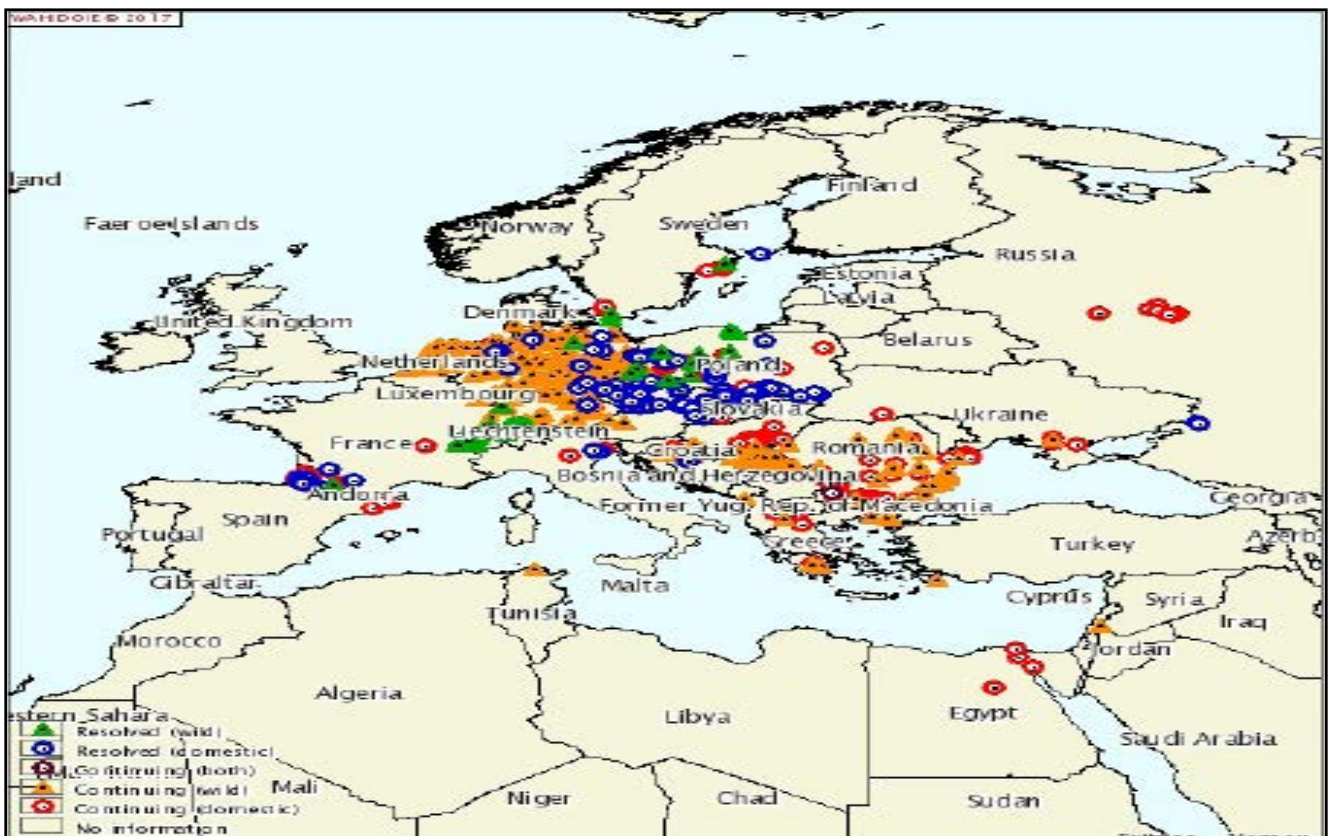 WAHIDOIE © 2017
land
Finland
Faeroe Islands
Norway
Sweden
Russia
Estonia
Latvia
Denmark
United Kingdom
Belarus
Netherlands
Poland
Luxembourg
Slovakia
Ukraine
Liechtenstein
France
Croatia
Romania
Bosnia and Herzegovina
Andorra
Georgia
Former Yug. Rep. of Macedonia
Spain
Portugal
Greece
Turkey
Azerb
Gibraltar
Malta
Cyprus
Syria
Tunisia
Iraq
Morocco
Jordan
Algeria
Egypt
Libya
estern Sahara
Saudi Arabia
Resolved (wild)
Resolved (domestic)
Continuing (both)
Continuing (wild)
Mali
Niger
Chad
Sudan
Continuing (domestic)
No information